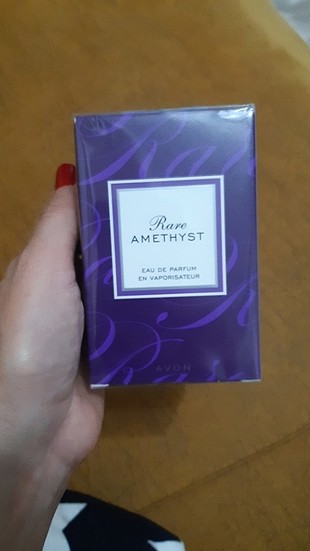 Rare
AMETHYST
EAU DE PARFUM
EN VAPORISATEUR
AVON